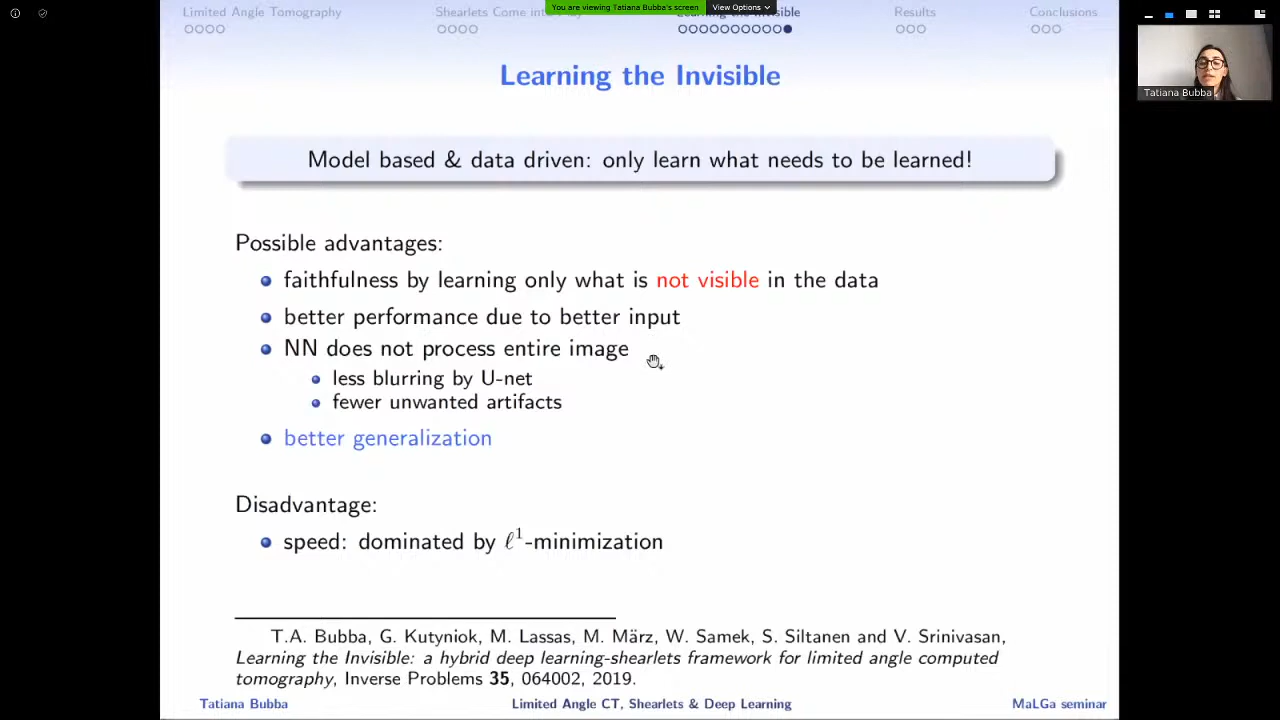 You are viewing Tatiana Bubba's screen View Options
Limited Angle Tomography Shearlets Come into Learning the Invisible Results Conclusions
Learning the Invisible
Tatiana Bubba
Model based & data driven: only learn what needs to be learned!
Possible advantages:
faithfulness by learning only what is not visible in the data
better performance due to better input
NN does not process entire image
less blurring by U-net
fewer unwanted artifacts
better generalization
Disadvantage:
speed: dominated by ℓ¹-minimization
T.A. Bubba, G. Kutyniok, M. Lassas, M. März, W. Samek, S. Siltanen and V. Srinivasan,
Learning the Invisible: a hybrid deep learning-shearlets framework for limited angle computed
tomography, Inverse Problems 35, 064002, 2019.
Tatiana Bubba Limited Angle CT, Shearlets & Deep Learning MaLGa seminar